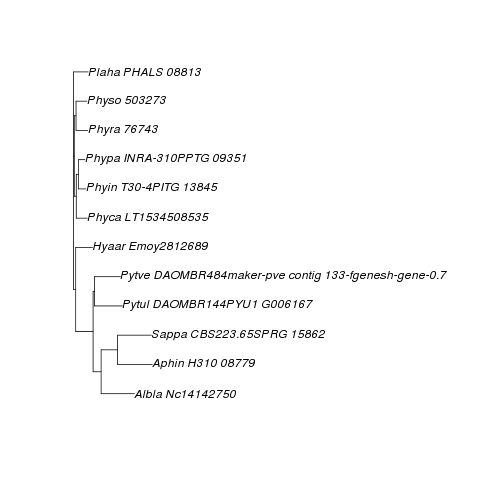 Plaha PHALS 08813
Physo 503273
Phyra 76743
Phypa INRA-310PPTG 09351
Phyin T30-4PITG 13845
Phyca LT1534508535
Hyaar Emoy2812689
Pytve DAOMBR484maker-pve contig 133-fgenesh-gene-0.7
Pytul DAOMBR144PYU1 G006167
Sappa CBS223.65SPRG 15862
Aphin H310 08779
Albla Nc14142750